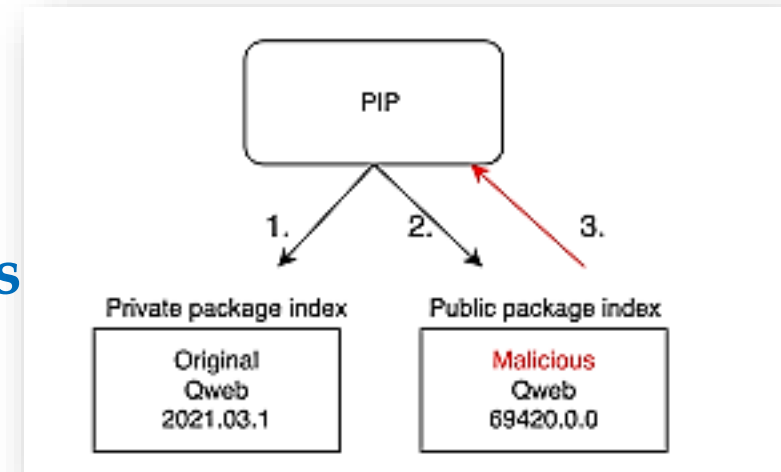 PIP
1.
2.
3.
s
Private package index
Public package index
Original
Qweb
2021.03.1
Malicious
Qweb
69420.0.0